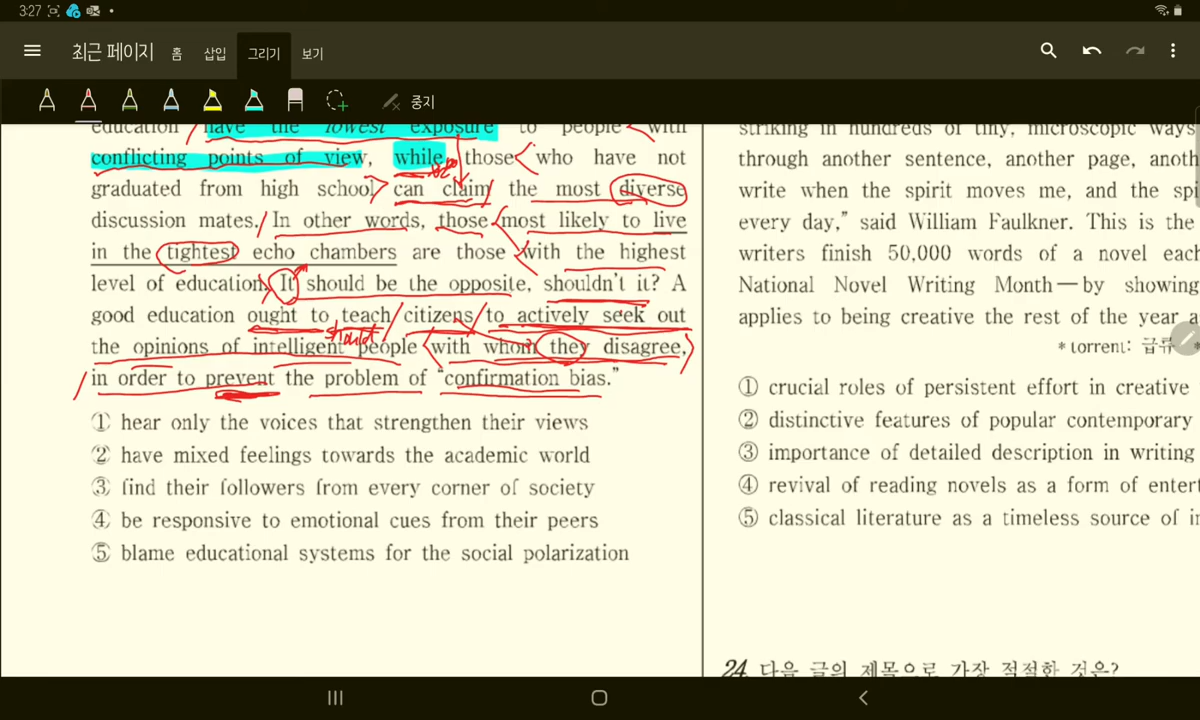 3:27
최근 페이지 홈 삽입 그리기 보기
중지
education have the lowest exposure to people with
conflicting points of view, while those who have not
graduated from high school can claim the most diverse
discussion mates. In other words, those most likely to live
in the tightest echo chambers are those with the highest
level of education. It should be the opposite, shouldn't it? A
good education ought to teach citizens to actively seek out
should
the opinions of intelligent people with whom they disagree,
in order to prevent the problem of “confirmation bias.”
① hear only the voices that strengthen their views
② have mixed feelings towards the academic world
③ find their followers from every corner of society
④ be responsive to emotional cues from their peers
⑤ blame educational systems for the social polarization
striking in hundreds of tiny, microscopic ways
through another sentence, another page, anoth
write when the spirit moves me, and the spi
every day,” said William Faulkner. This is the
writers finish 50,000 words of a novel each
National Novel Writing Month—by showing
applies to being creative the rest of the year a
* torrent: 급류 *
① crucial roles of persistent effort in creative
② distinctive features of popular contemporary
③ importance of detailed description in writing
④ revival of reading novels as a form of enter
⑤ classical literature as a timeless source of i
24. 다음 글의 제목으로 가장 적절한 것은?